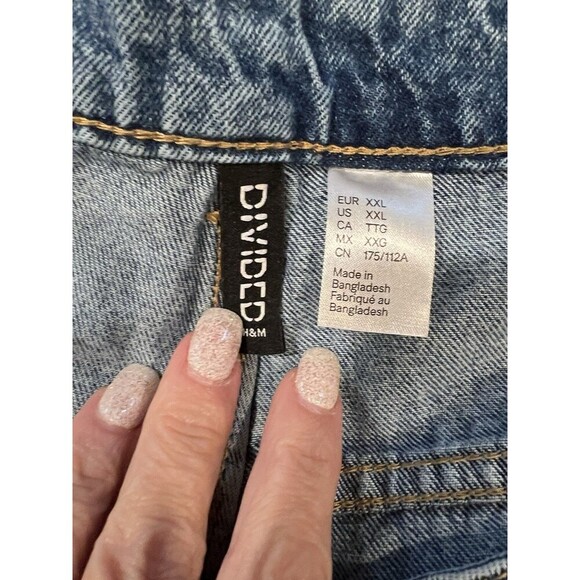 DIVIDED
H&M
EUR XXL
US XXL
CA TTG
MX XXG
CN 175/112A
Made in
Bangladesh
Fabriqué au
Bangladesh